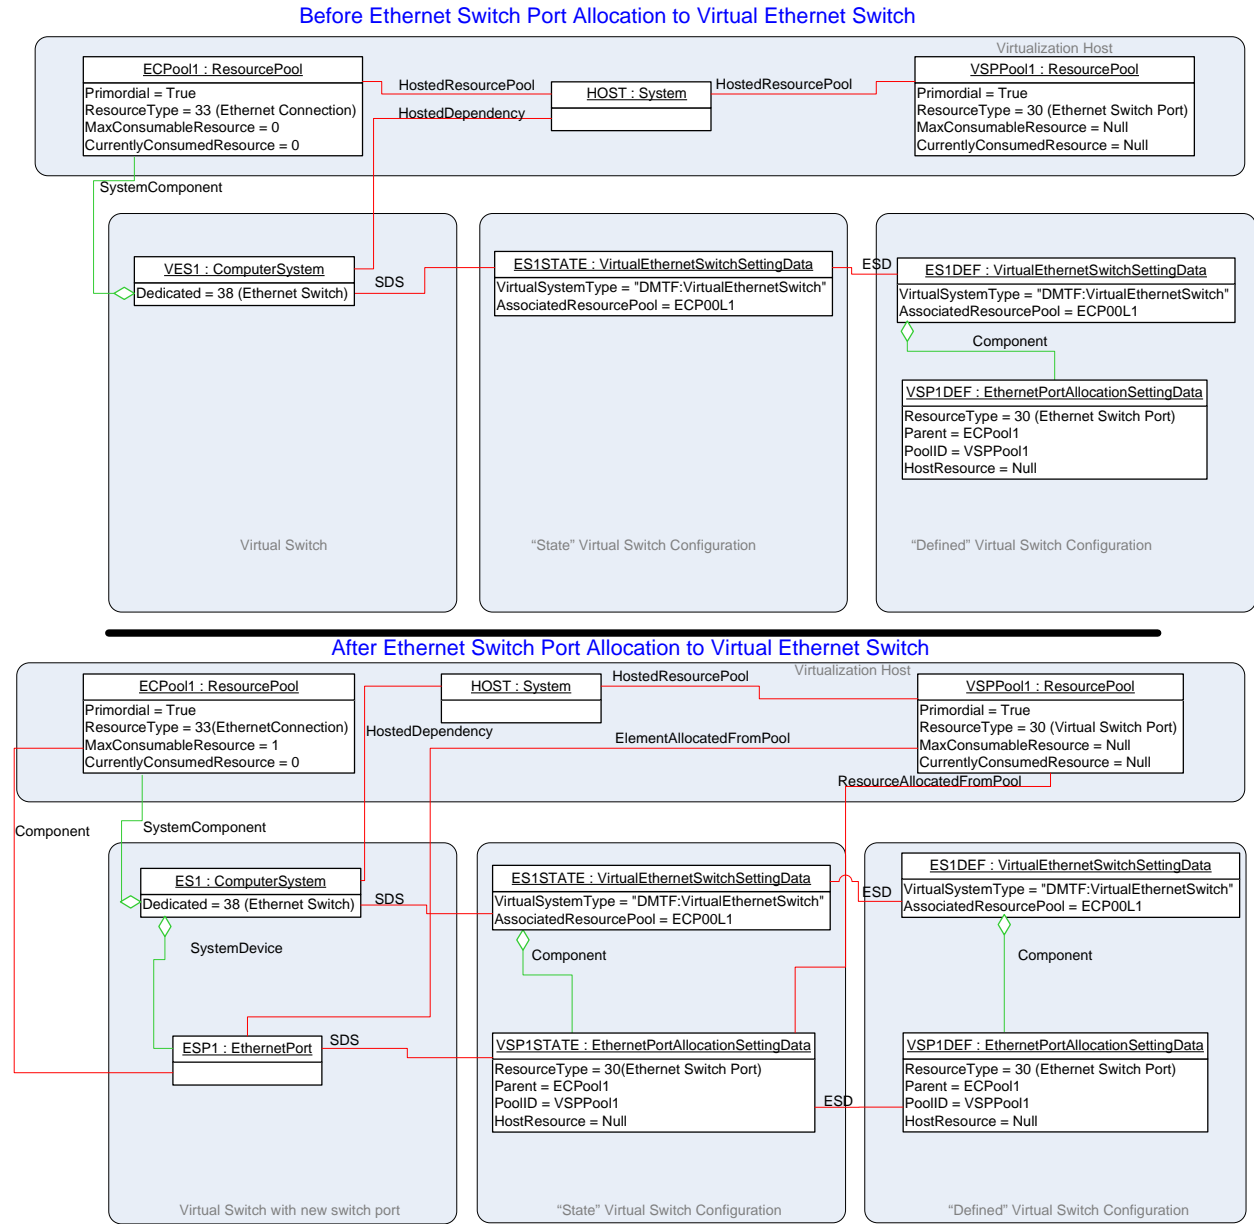 Before Ethernet Switch Port Allocation to Virtual Ethernet Switch
Virtualization Host
ECPool1 : ResourcePool
Primordial = True
ResourceType = 33 (Ethernet Connection)
MaxConsumableResource = 0
CurrentlyConsumedResource = 0
HostedResourcePool
HostedDependency
HOST : System
HostedResourcePool
VSPPool1 : ResourcePool
Primordial = True
ResourceType = 30 (Ethernet Switch Port)
MaxConsumableResource = Null
CurrentlyConsumedResource = Null
SystemComponent
VES1 : ComputerSystem
Dedicated = 38 (Ethernet Switch)
SDS
ES1STATE : VirtualEthernetSwitchSettingData
VirtualSystemType = "DMTF:VirtualEthernetSwitch"
AssociatedResourcePool = ECP00L1
ESD
ES1DEF : VirtualEthernetSwitchSettingData
VirtualSystemType = "DMTF:VirtualEthernetSwitch"
AssociatedResourcePool = ECP00L1
Component
VSP1DEF : EthernetPortAllocationSettingData
ResourceType = 30 (Ethernet Switch Port)
Parent = ECPool1
PoolID = VSPPool1
HostResource = Null
Virtual Switch
“State” Virtual Switch Configuration
“Defined” Virtual Switch Configuration
After Ethernet Switch Port Allocation to Virtual Ethernet Switch
Virtualization Host
ECPool1 : ResourcePool
Primordial = True
ResourceType = 33(EthernetConnection)
MaxConsumableResource = 1
CurrentlyConsumedResource = 0
HOST : System
HostedResourcePool
HostedDependency
ElementAllocatedFromPool
VSPPool1 : ResourcePool
Primordial = True
ResourceType = 30 (Virtual Switch Port)
MaxConsumableResource = Null
CurrentlyConsumedResource = Null
ResourceAllocatedFromPool
Component
SystemComponent
ES1 : ComputerSystem
Dedicated = 38 (Ethernet Switch)
SDS
SystemDevice
ES1STATE : VirtualEthernetSwitchSettingData
VirtualSystemType = "DMTF:VirtualEthernetSwitch"
AssociatedResourcePool = ECP00L1
ESD
ES1DEF : VirtualEthernetSwitchSettingData
VirtualSystemType = "DMTF:VirtualEthernetSwitch"
AssociatedResourcePool = ECP00L1
Component
Component
ESP1 : EthernetPort
SDS
VSP1STATE : EthernetPortAllocationSettingData
ResourceType = 30(Ethernet Switch Port)
Parent = ECPool1
PoolID = VSPPool1
HostResource = Null
ESD
VSP1DEF : EthernetPortAllocationSettingData
ResourceType = 30 (Ethernet Switch Port)
Parent = ECPool1
PoolID = VSPPool1
HostResource = Null
Virtual Switch with new switch port
“State” Virtual Switch Configuration
“Defined” Virtual Switch Configuration